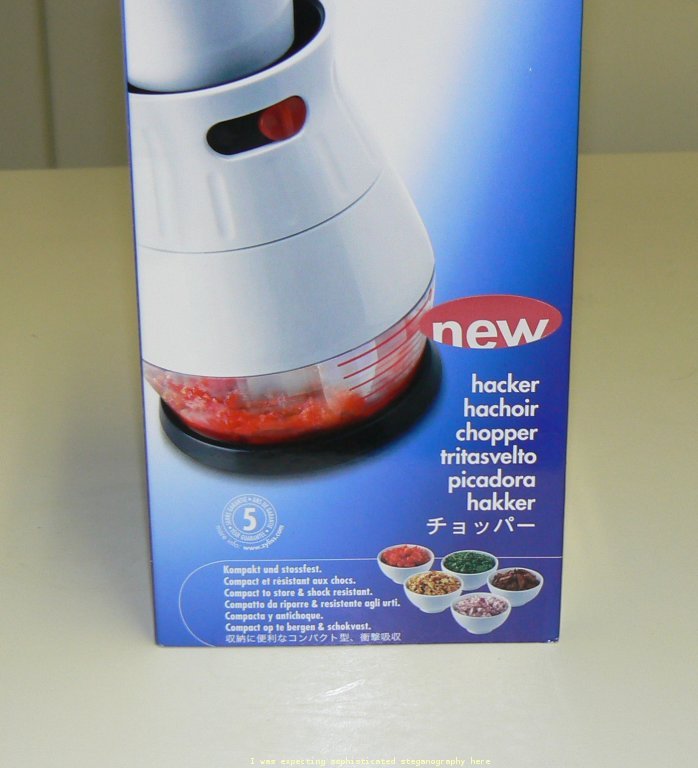 new
hacker
hachoir
chopper
tritasvelto
picadora
hakker
チョッパー
5
www.zyliss.com
Kompakt und stossfest.
Compact et résistant aux chocs.
Compact to store & shock resistant.
Compatto da riporre & resistente agli urti.
Compacta y antichoque.
Compact op te bergen & schokvast.
収納に便利なコンパクト型、衝撃吸収
I was expecting sophisticated steganography here